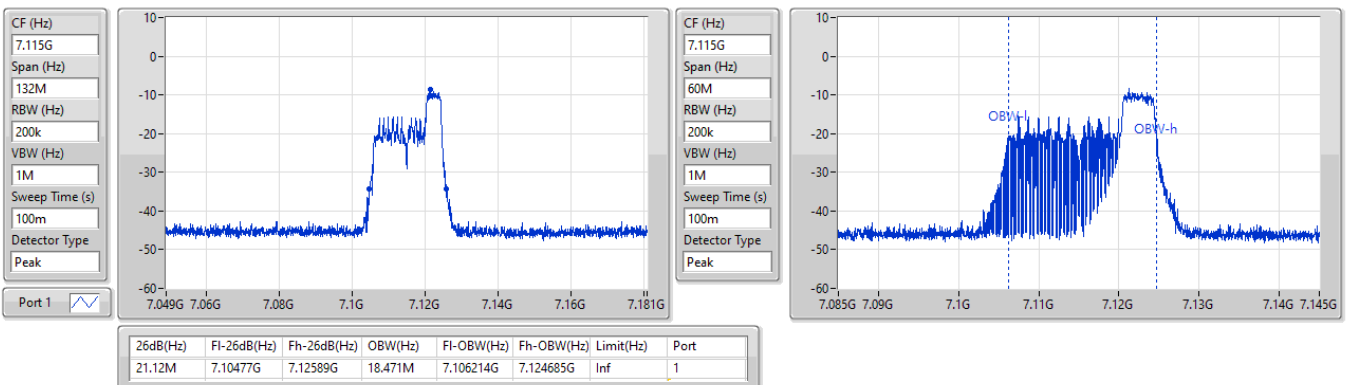 CF (Hz)
7.115G
Span (Hz)
132M
RBW (Hz)
200k
VBW (Hz)
1M
Sweep Time (s)
100m
Detector Type
Peak
Port 1
10
0
-10
-20
-30
-40
-50
-60
7.049G 7.06G 7.08G 7.1G 7.12G 7.14G 7.16G 7.181G
CF (Hz)
7.115G
Span (Hz)
60M
RBW (Hz)
200k
VBW (Hz)
1M
Sweep Time (s)
100m
Detector Type
Peak
10
0
-10
-20
-30
-40
-50
-60
OBW-l
OBW-h
7.085G 7.09G 7.1G 7.11G 7.12G 7.13G 7.14G 7.145G
26dB(Hz) Fl-26dB(Hz) Fh-26dB(Hz) OBW(Hz) Fl-OBW(Hz) Fh-OBW(Hz) Limit(Hz) Port
21.12M 7.10477G 7.12589G 18.471M 7.106214G 7.124685G Inf 1